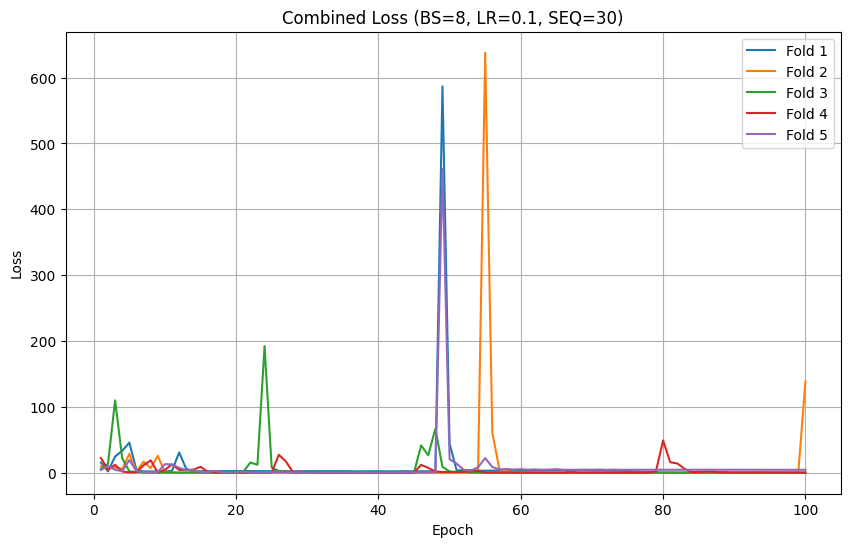 Combined Loss (BS=8, LR=0.1, SEQ=30)
Fold 1
Fold 2
Fold 3
Fold 4
Fold 5
Loss
600
500
400
300
200
100
0
0 20 40 60 80 100
Epoch